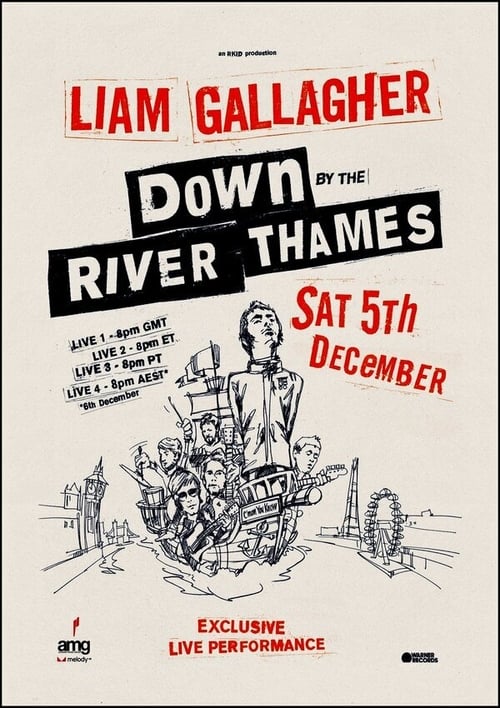 an RKID production
LIAM GALLAGHER
DOWN BY THE
RIVER THAMES
SAT 5TH
DECEMBER
LIVE 1 - 8pm GMT
LIVE 2 - 8pm ET
LIVE 3 - 8pm PT
LIVE 4 - 8pm AEST*
*6th December
C'MON YOU KNOW
EXCLUSIVE
LIVE PERFORMANCE
amg
melody™
WARNER
RECORDS